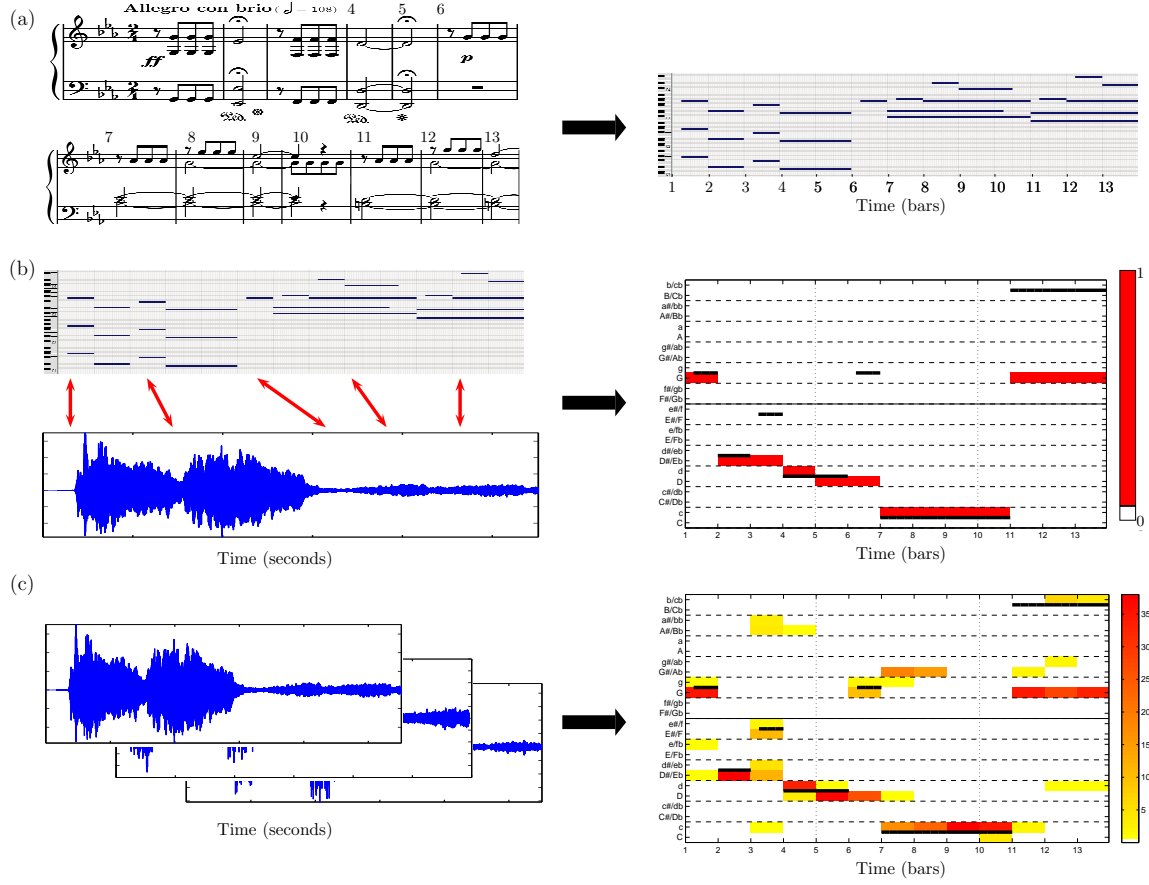 (a)
Allegro con brio ( = 108) 4 5 6
ff
p
7 8 9 10 11 12 13
1 2 3 4 5 6 7 8 9 10 11 12 13
Time (bars)
(b)
Time (seconds)
b/cb
B/Cb
a#/bb
A#/Bb
a
A
g#/ab
G#/Ab
g
G
f#/gb
F#/Gb
e#/f
E#/F
e/fb
E/Fb
d#/eb
D#/Eb
d
D
c#/db
C#/Db
c
C
1 2 3 4 5 6 7 8 9 10 11 12 13
Time (bars)
1
0
(c)
Time (seconds)
b/cb
B/Cb
a#/bb
A#/Bb
a
A
g#/ab
G#/Ab
g
G
f#/gb
F#/Gb
e#/f
E#/F
e/fb
E/Fb
d#/eb
D#/Eb
d
D
c#/db
C#/Db
c
C
1 2 3 4 5 6 7 8 9 10 11 12 13
Time (bars)
35
30
25
20
15
10
5